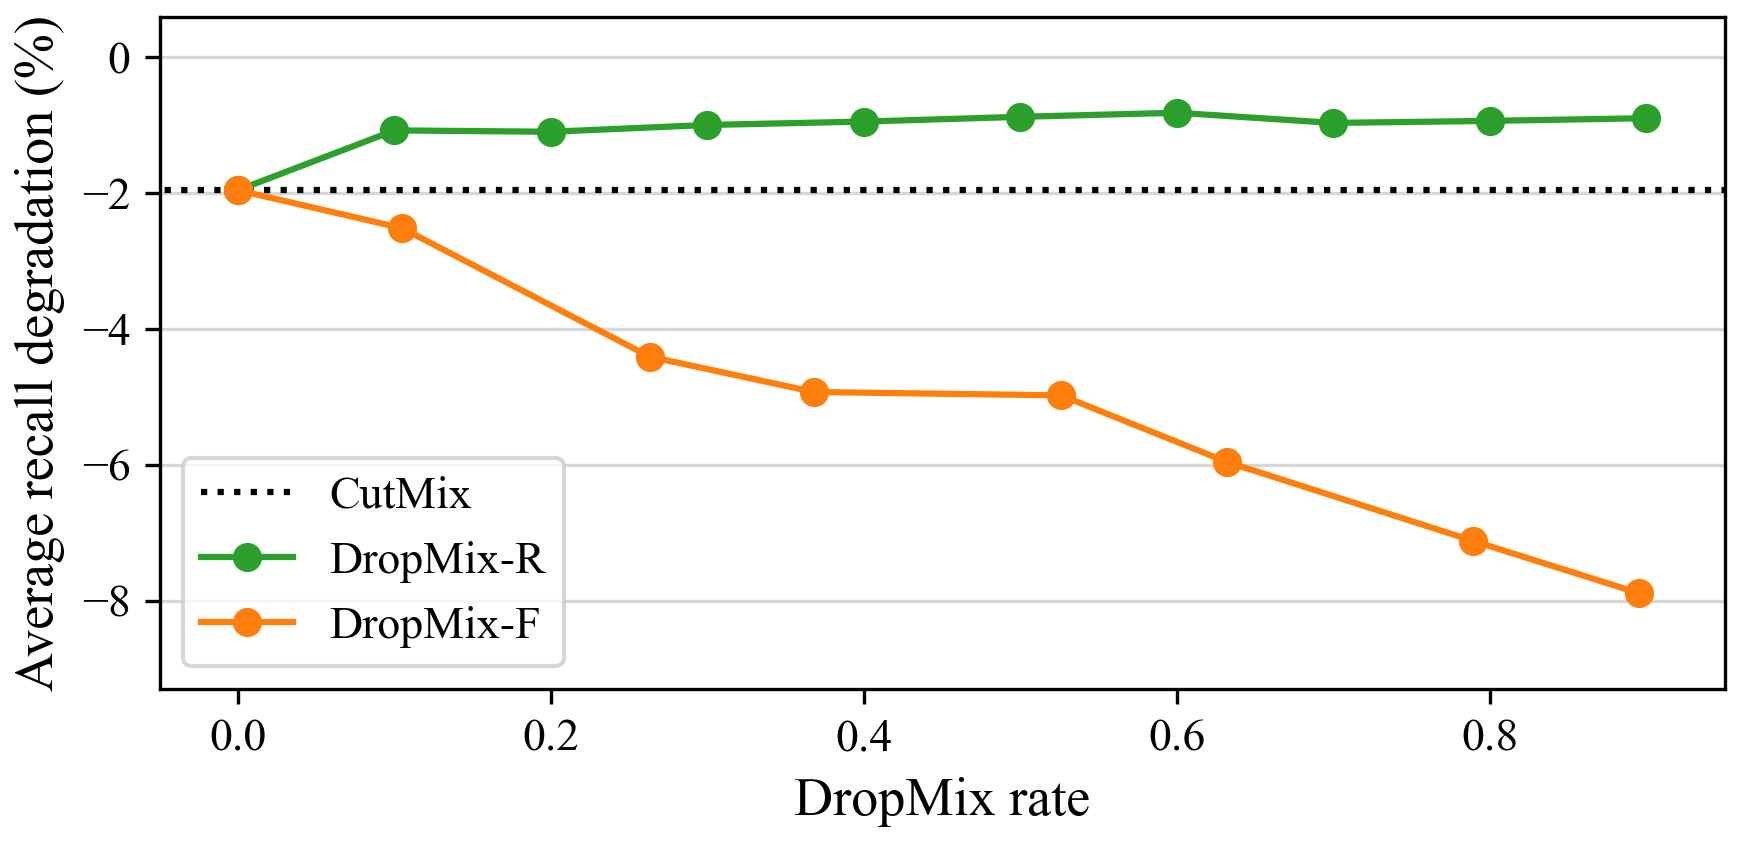 Average recall degradation (%)
0
−2
−4
−6
−8
CutMix
DropMix-R
DropMix-F
0.0 0.2 0.4 0.6 0.8
DropMix rate